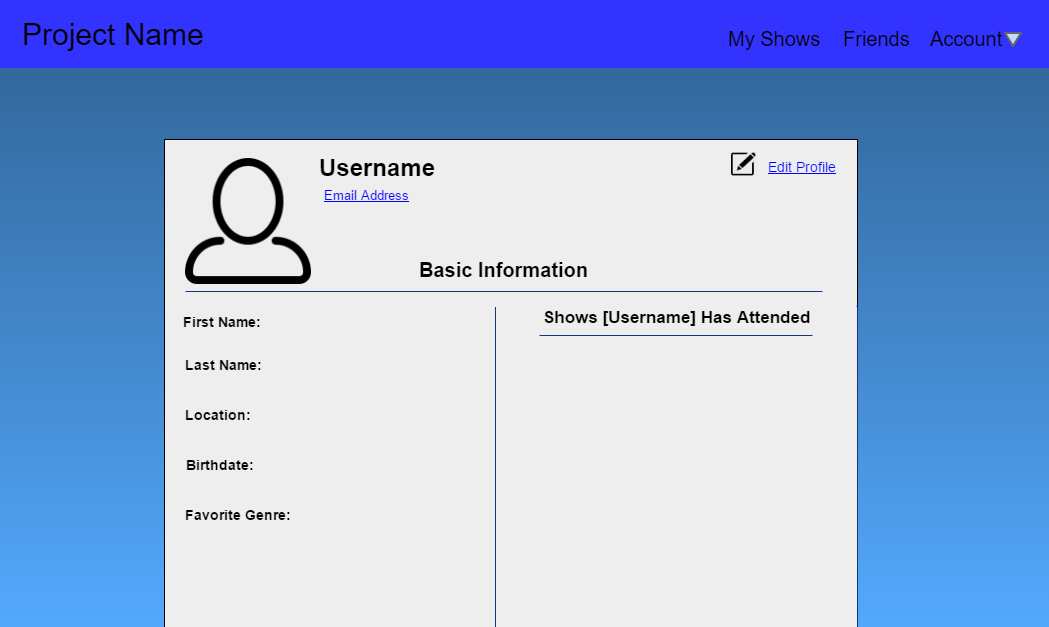 Project Name
My Shows Friends Account
Username
Edit Profile
Email Address
Basic Information
First Name:
Last Name:
Location:
Birthdate:
Favorite Genre:
Shows [Username] Has Attended